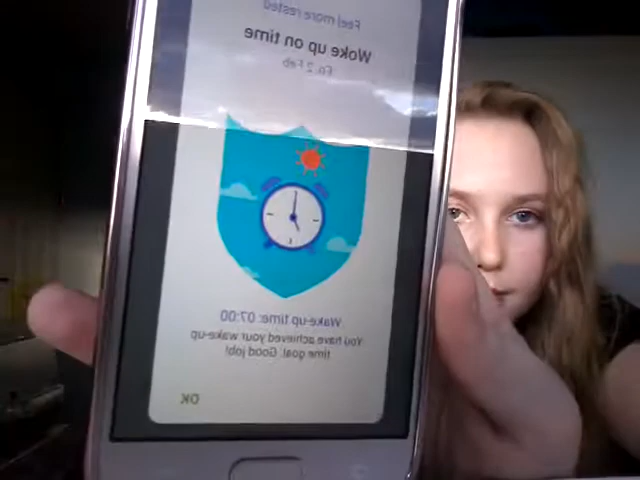 Feel more rested
Woke up on time
Fri, 2 Feb
Wake-up time: 07:00
You have achieved your wake-up
time goal. Good job!
OK